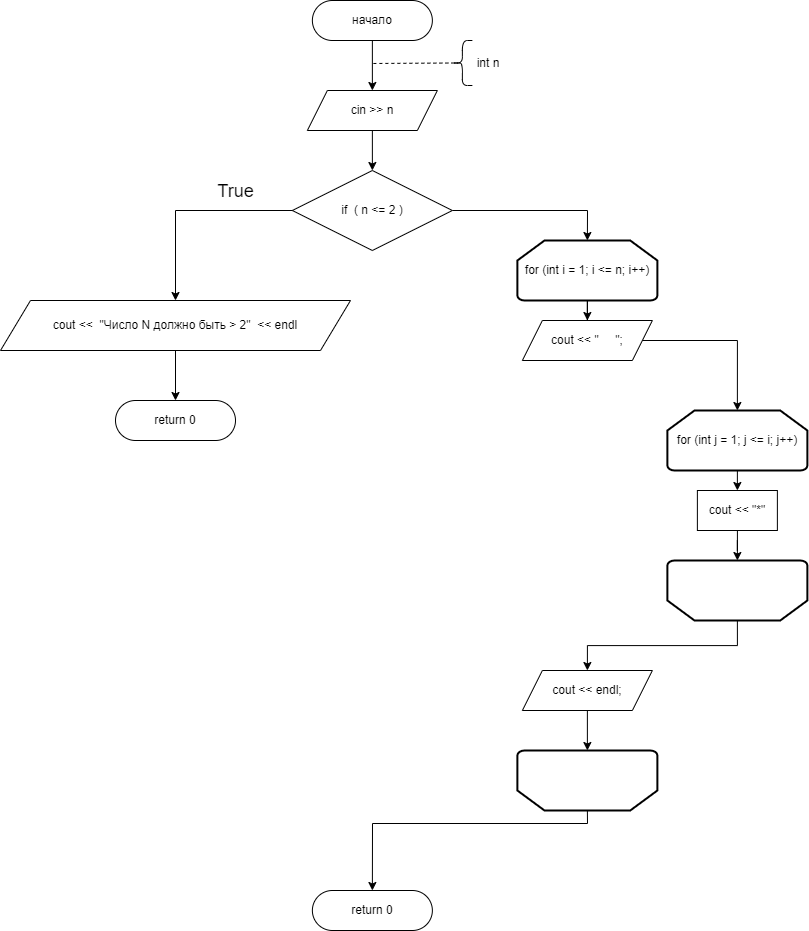 начало
int n
cin >> n
True
if ( n <= 2 )
for (int i = 1; i <= n; i++)
cout << "Число N должно быть > 2" << endl
cout << "     ";
return 0
for (int j = 1; j <= i; j++)
cout << "*"
cout << endl;
return 0